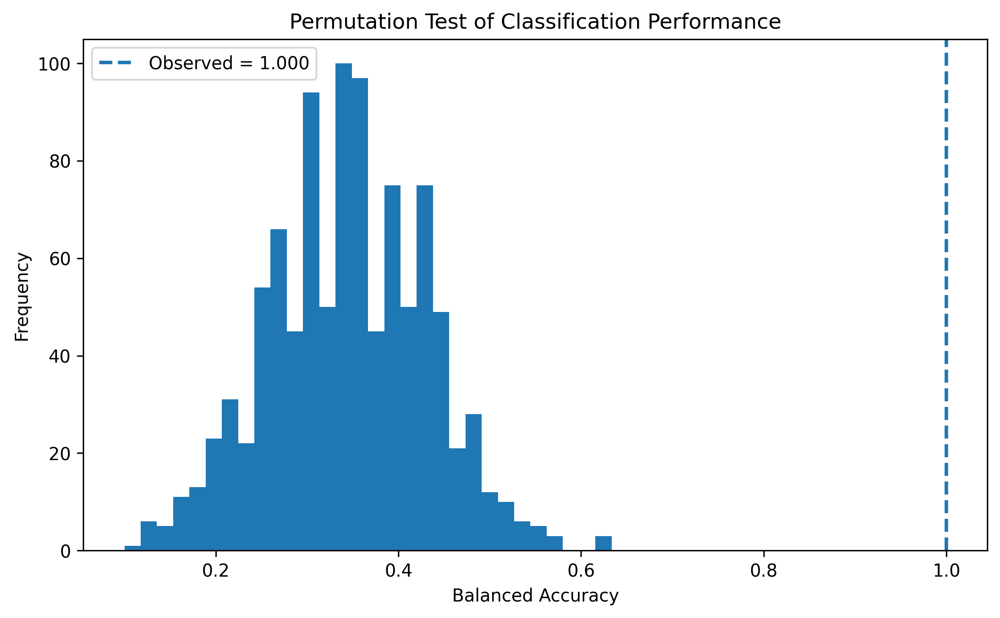 Permutation Test of Classification Performance
Observed = 1.000
100
80
60
40
20
0
Frequency
0.2 0.4 0.6 0.8 1.0
Balanced Accuracy